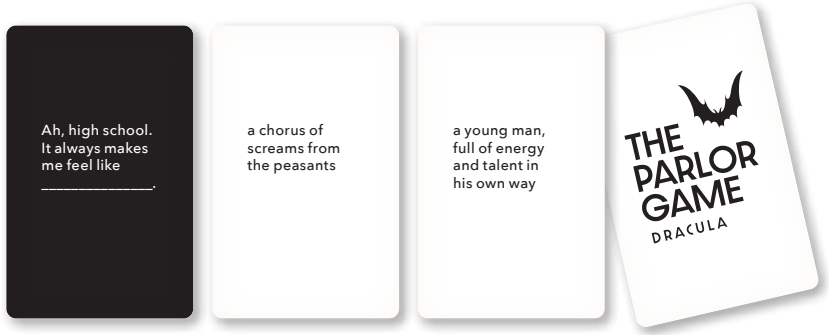 Ah, high school.
It always makes
me feel like
________________.
a chorus of
screams from
the peasants
a young man,
full of energy
and talent in
his own way
THE
PARLOR
GAME
DRACULA